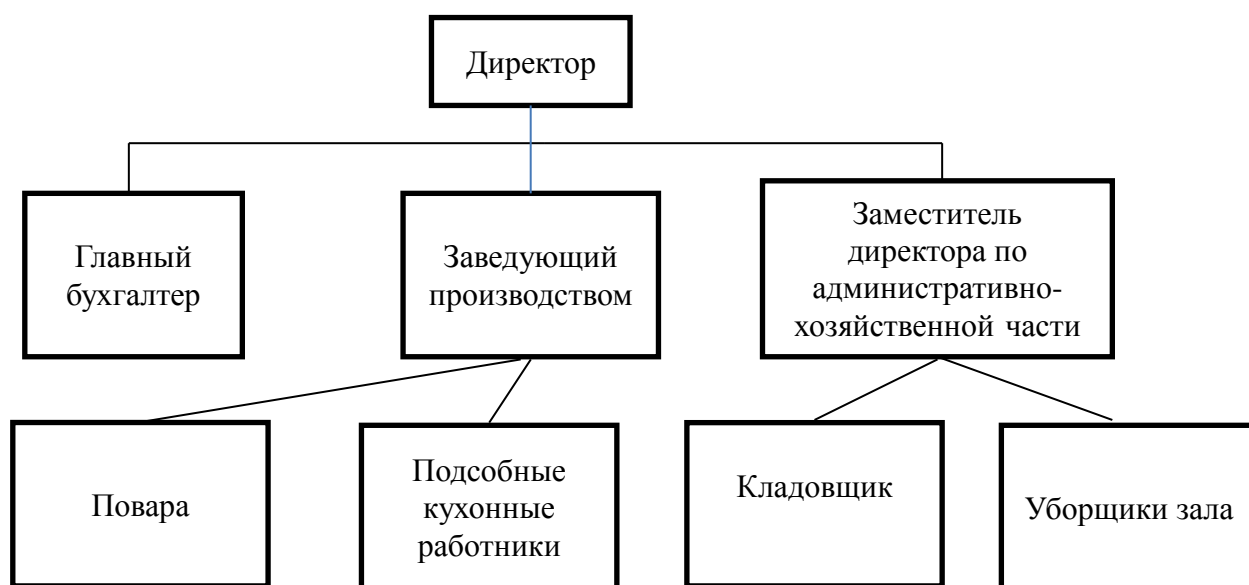 Директор
Главный
бухгалтер
Заведующий
производством
Заместитель
директора по
административно-
хозяйственной части
Повара
Подсобные
кухонные
работники
Кладовщик
Уборщики зала